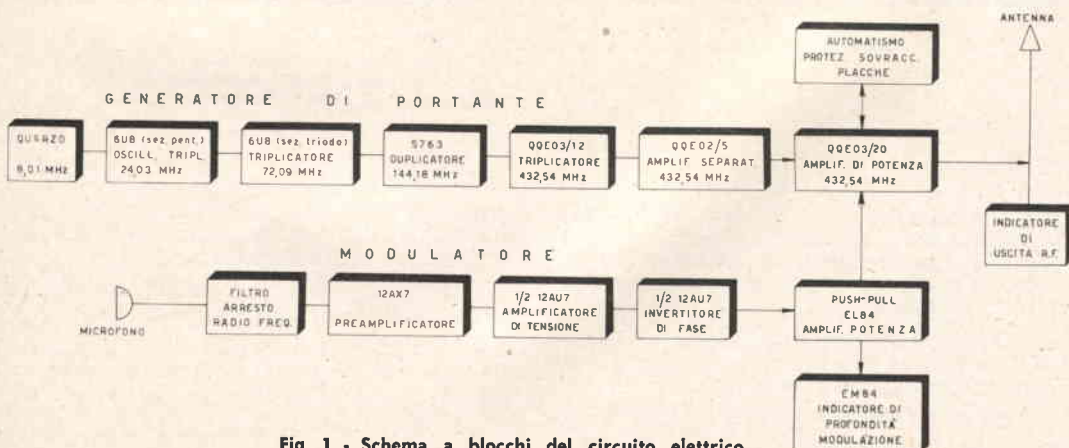 ANTENNA
AUTOMATISMO
PROTEZ. SOVRACC.
PLACCHE
GENERATORE DI PORTANTE
QUARZO
8,01 MHz
6U8 (sez. pent.)
OSCILL. TRIPL.
24,03 MHz
6U8 (sez. triodo)
TRIPLICATORE
72,09 MHz
5763
DUPLICATORE
144,18 MHz
QQE03/12
TRIPLICATORE
432,54 MHz
QQE02/5
AMPLIF. SEPARAT.
432,54 MHz
QQE03/20
AMPLIF. DI POTENZA
432,54 MHz
INDICATORE
DI
USCITA R.F.
MODULATORE
MICROFONO
FILTRO
ARRESTO
RADIO FREQ.
12AX7
PREAMPLIFICATORE
1/2 12AU7
AMPLIFICATORE
DI TENSIONE
1/2 12AU7
INVERTITORE
DI FASE
PUSH-PULL
EL84
AMPLIF. POTENZA
EM84
INDICATORE DI
PROFONDITÀ
MODULAZIONE
Fig. 1 - Schema a blocchi del circuito elettrico